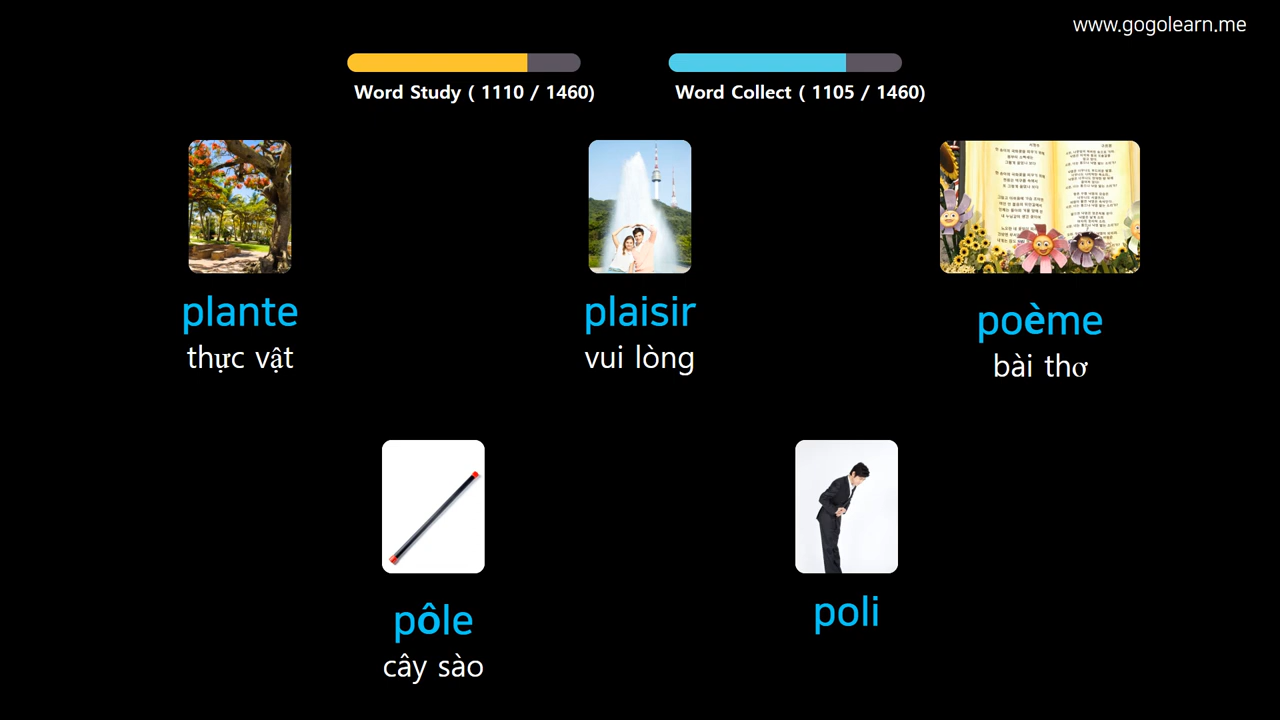 www.gogolearn.me
Word Study ( 1110 / 1460)
Word Collect ( 1105 / 1460)
plante
thực vật
plaisir
vui lòng
poème
bài thơ
pôle
cây sào
poli